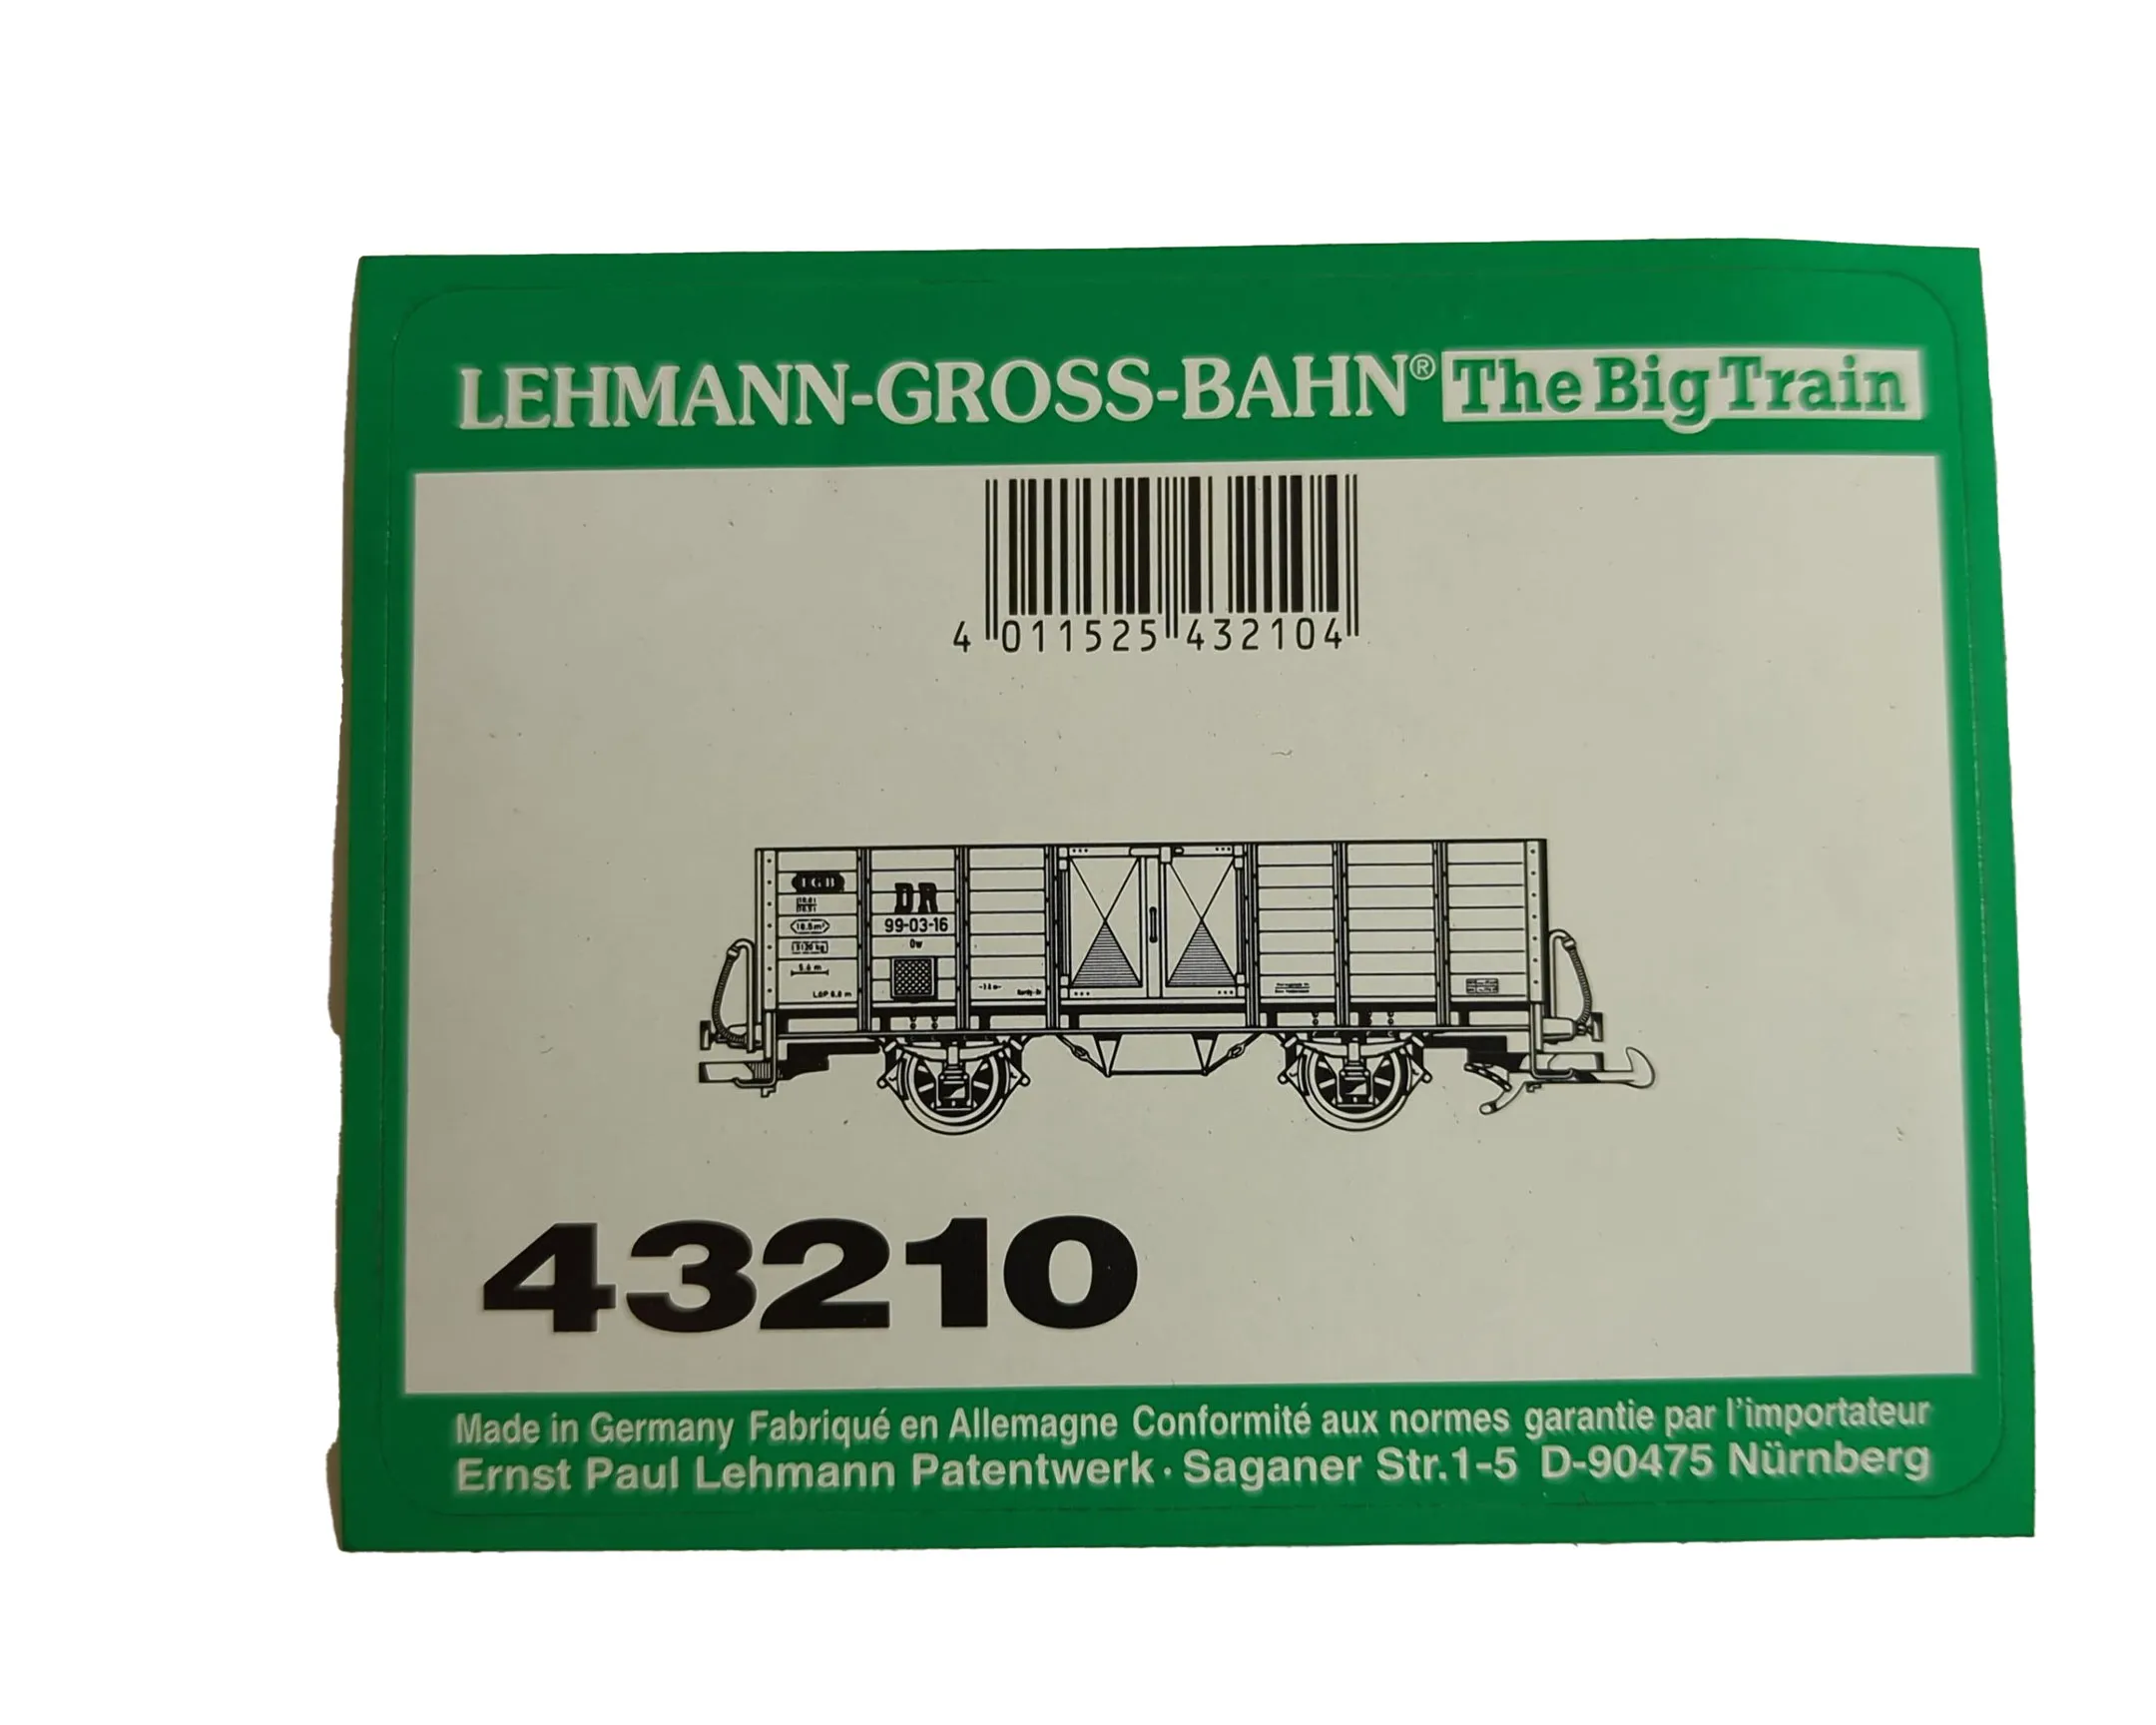 LEHMANN-GROSS-BAHN® The Big Train
4 011525 432104
DR
99-03-16
Ow
43210
Made in Germany Fabriqué en Allemagne Conformité aux normes garantie par l'importateur
Ernst Paul Lehmann Patentwerk · Saganer Str.1-5 D-90475 Nürnberg